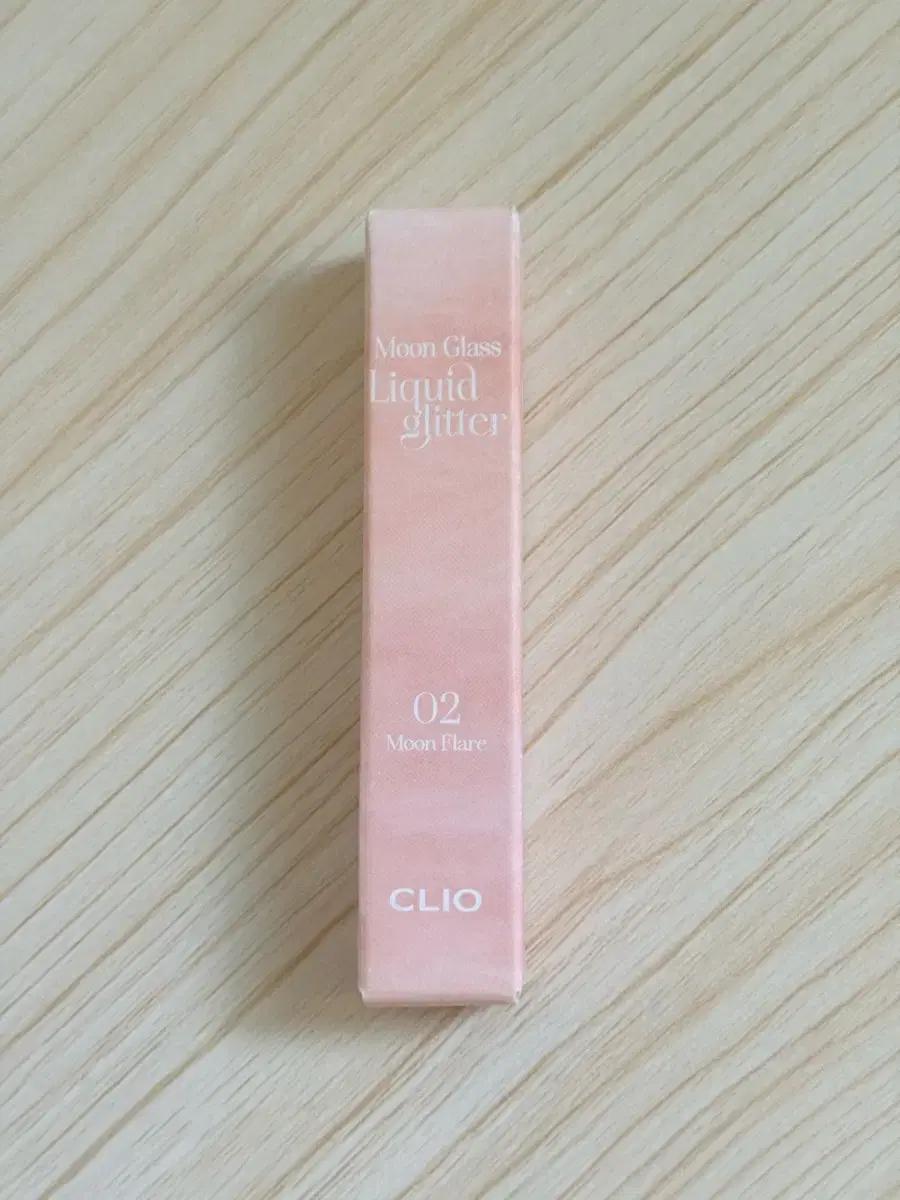 Moon Glass
Liquid
glitter
02
Moon Flare
CLIO